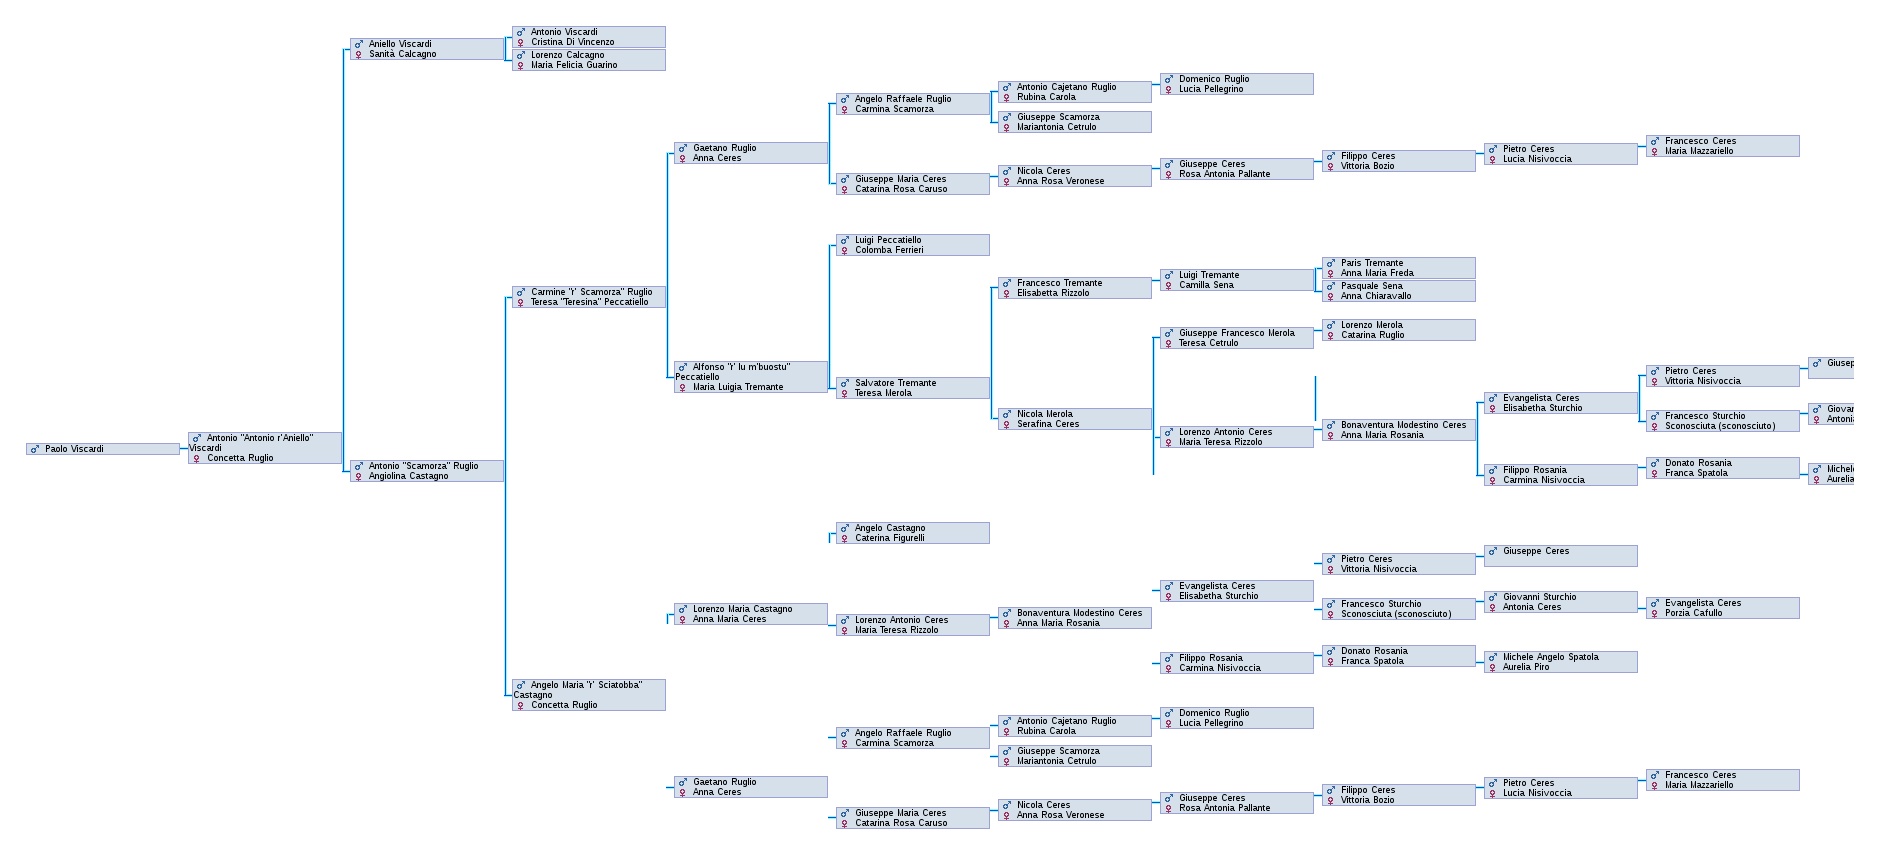 Paolo Viscardi
Antonio "Antonio r'Aniello"
Viscardi
Concetta Ruglio
Aniello Viscardi
Sanità Calcagno
Antonio "Scamorza" Ruglio
Angiolina Castagno
Antonio Viscardi
Cristina Di Vincenzo
Lorenzo Calcagno
Maria Felicia Guarino
Carmine "r' Scamorza" Ruglio
Teresa "Teresina" Peccatiello
Angelo Maria "r' Sciatobba"
Castagno
Concetta Ruglio
Gaetano Ruglio
Anna Ceres
Alfonso "r' lu m'buostu"
Peccatiello
Maria Luigia Tremante
Lorenzo Maria Castagno
Anna Maria Ceres
Gaetano Ruglio
Anna Ceres
Angelo Raffaele Ruglio
Carmina Scamorza
Giuseppe Maria Ceres
Catarina Rosa Caruso
Luigi Peccatiello
Colomba Ferrieri
Salvatore Tremante
Teresa Merola
Angelo Castagno
Caterina Figurelli
Lorenzo Antonio Ceres
Maria Teresa Rizzolo
Angelo Raffaele Ruglio
Carmina Scamorza
Giuseppe Maria Ceres
Catarina Rosa Caruso
Antonio Cajetano Ruglio
Rubina Carola
Giuseppe Scamorza
Mariantonia Cetrulo
Nicola Ceres
Anna Rosa Veronese
Francesco Tremante
Elisabetta Rizzolo
Nicola Merola
Serafina Ceres
Bonaventura Modestino Ceres
Anna Maria Rosania
Antonio Cajetano Ruglio
Rubina Carola
Giuseppe Scamorza
Mariantonia Cetrulo
Nicola Ceres
Anna Rosa Veronese
Domenico Ruglio
Lucia Pellegrino
Giuseppe Ceres
Rosa Antonia Pallante
Luigi Tremante
Camilla Sena
Giuseppe Francesco Merola
Teresa Cetrulo
Lorenzo Antonio Ceres
Maria Teresa Rizzolo
Evangelista Ceres
Elisabetha Sturchio
Filippo Rosania
Carmina Nisivoccia
Domenico Ruglio
Lucia Pellegrino
Giuseppe Ceres
Rosa Antonia Pallante
Filippo Ceres
Vittoria Bozio
Paris Tremante
Anna Maria Freda
Pasquale Sena
Anna Chiaravallo
Lorenzo Merola
Catarina Ruglio
Bonaventura Modestino Ceres
Anna Maria Rosania
Pietro Ceres
Vittoria Nisivoccia
Francesco Sturchio
Sconosciuta (sconosciuto)
Donato Rosania
Franca Spatola
Filippo Ceres
Vittoria Bozio
Pietro Ceres
Lucia Nisivoccia
Evangelista Ceres
Elisabetha Sturchio
Filippo Rosania
Carmina Nisivoccia
Giuseppe Ceres
Giovanni Sturchio
Antonia Ceres
Michele Angelo Spatola
Aurelia Piro
Pietro Ceres
Lucia Nisivoccia
Francesco Ceres
Maria Mazzariello
Pietro Ceres
Vittoria Nisivoccia
Francesco Sturchio
Sconosciuta (sconosciuto)
Donato Rosania
Franca Spatola
Evangelista Ceres
Porzia Cafullo
Francesco Ceres
Maria Mazzariello
Giusep
Giovan
Antonia
Michel
Aurelia